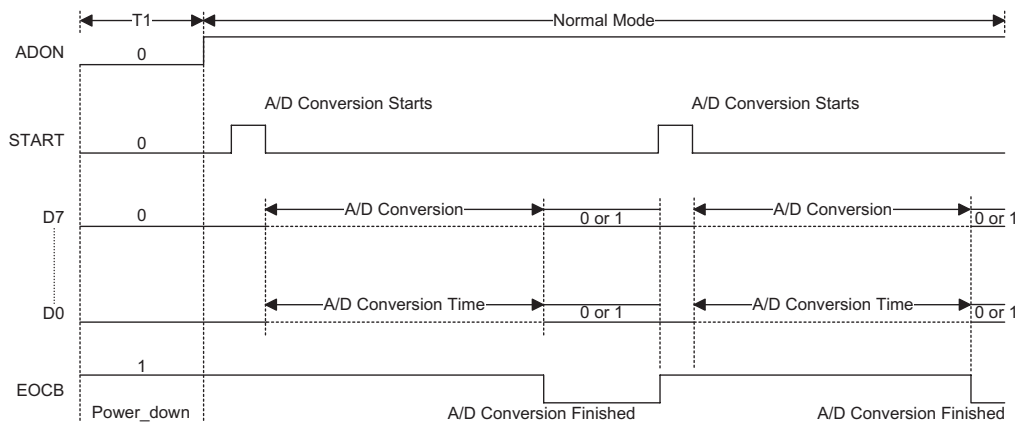 T1 Normal Mode
ADON 0
A/D Conversion Starts A/D Conversion Starts
START 0
D7 0 A/D Conversion 0 or 1 A/D Conversion 0 or 1
D0 A/D Conversion Time 0 or 1 A/D Conversion Time 0 or 1
EOCB 1
Power_down A/D Conversion Finished A/D Conversion Finished